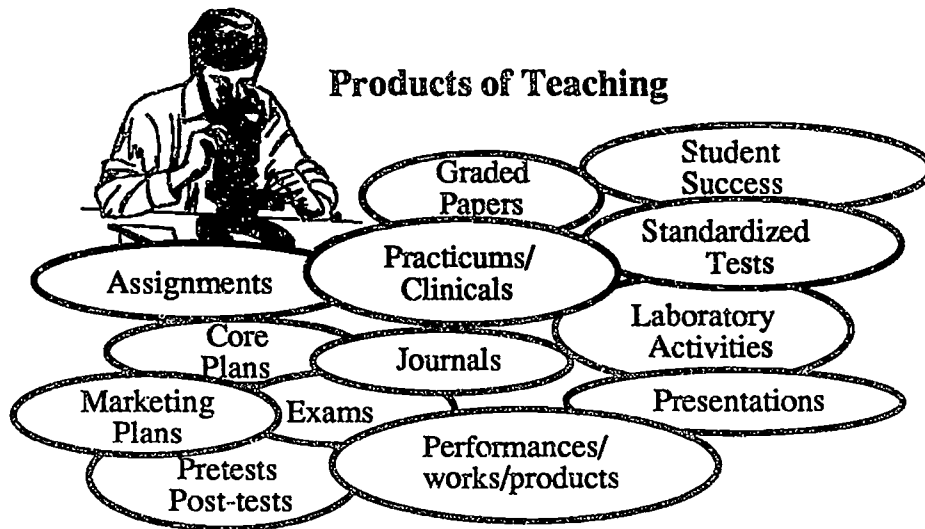 Products of Teaching
Graded
Papers
Student
Success
Standardized
Tests
Assignments
Practicums/
Clinicals
Laboratory
Activities
Core
Plans
Journals
Marketing
Plans
Exams
Presentations
Performances/
works/products
Pretests
Post-tests